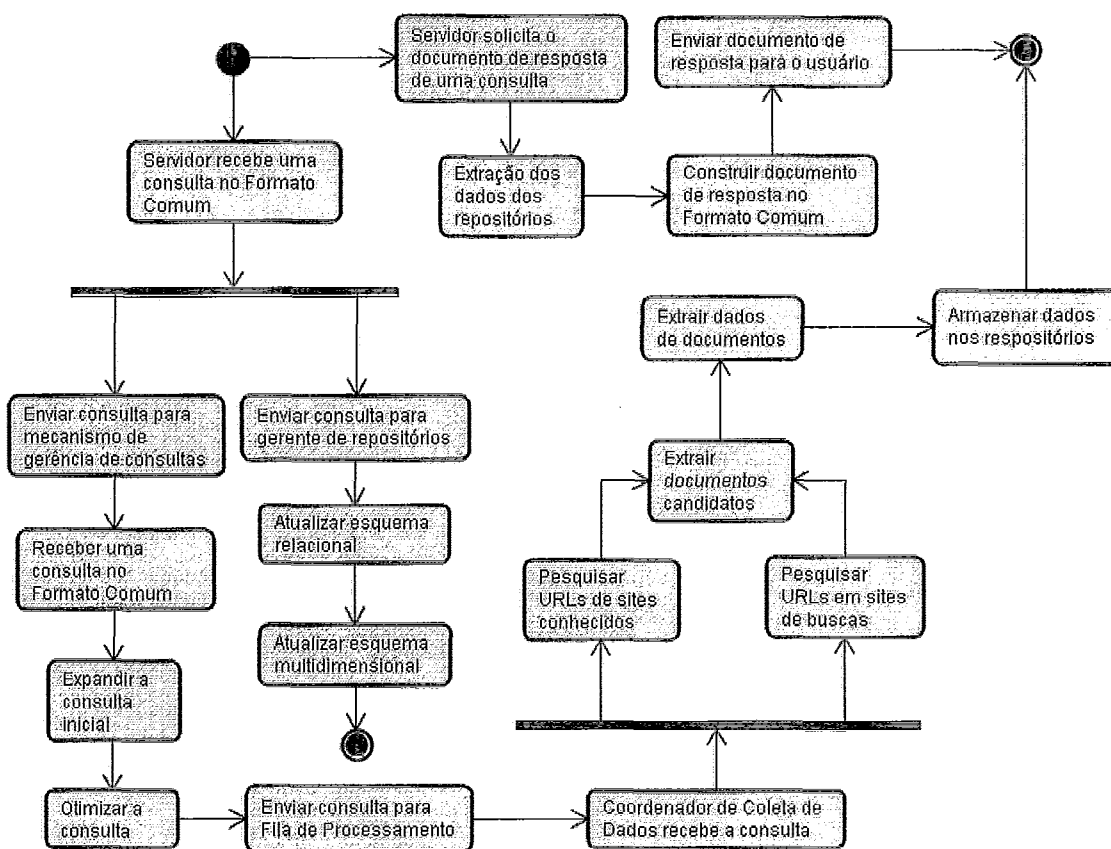 Servidor solicita o
documento de resposta
de uma consulta
Enviar documento de
resposta para o usuário
Servidor recebe uma
consulta no Formato
Comum
Extração dos
dados dos
repositórios
Construir documento
de resposta no
Formato Comum
Extrair dados
de documentos
Armazenar dados
nos respositórios
Enviar consulta para
mecanismo de
gerência de consultas
Enviar consulta para
gerente de repositórios
Extrair
documentos
candidatos
Receber uma
consulta no
Formato Comum
Atualizar esquema
relacional
Pesquisar
URLs de sites
conhecidos
Pesquisar
URLs em sites
de buscas
Expandir a
consulta
inicial
Atualizar esquema
multidimensional
Otimizar a
consulta
Enviar consulta para
Fila de Processamento
Coordenador de Coleta de
Dados recebe a consulta